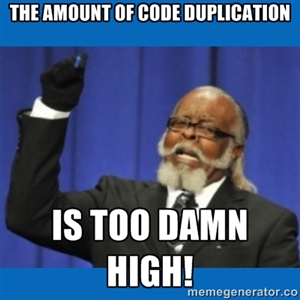 THE AMOUNT OF CODE DUPLICATION
IS TOO DAMN
HIGH!
memegenerator.co